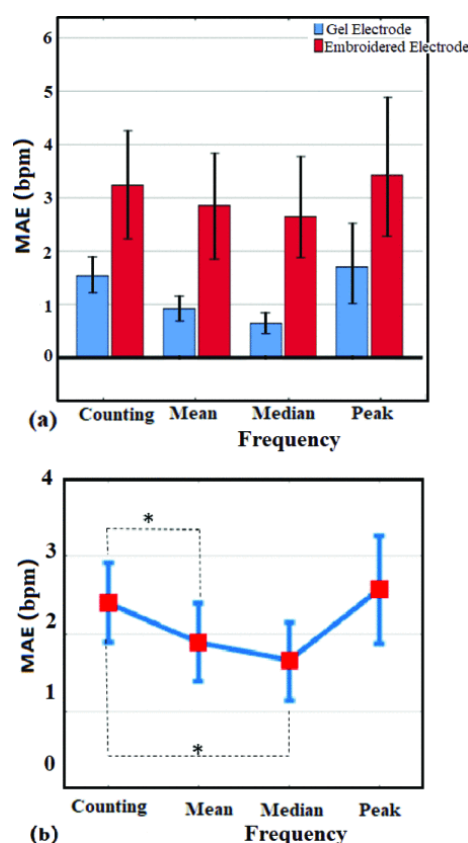 Gel Electrode
Embroidered Electrode
6
5
4
3
2
1
0
MAE (bpm)
Counting Mean Median Peak
(a)
Frequency
4
3
2
1
0
MAE (bpm)
*
*
Counting Mean Median Peak
(b)
Frequency